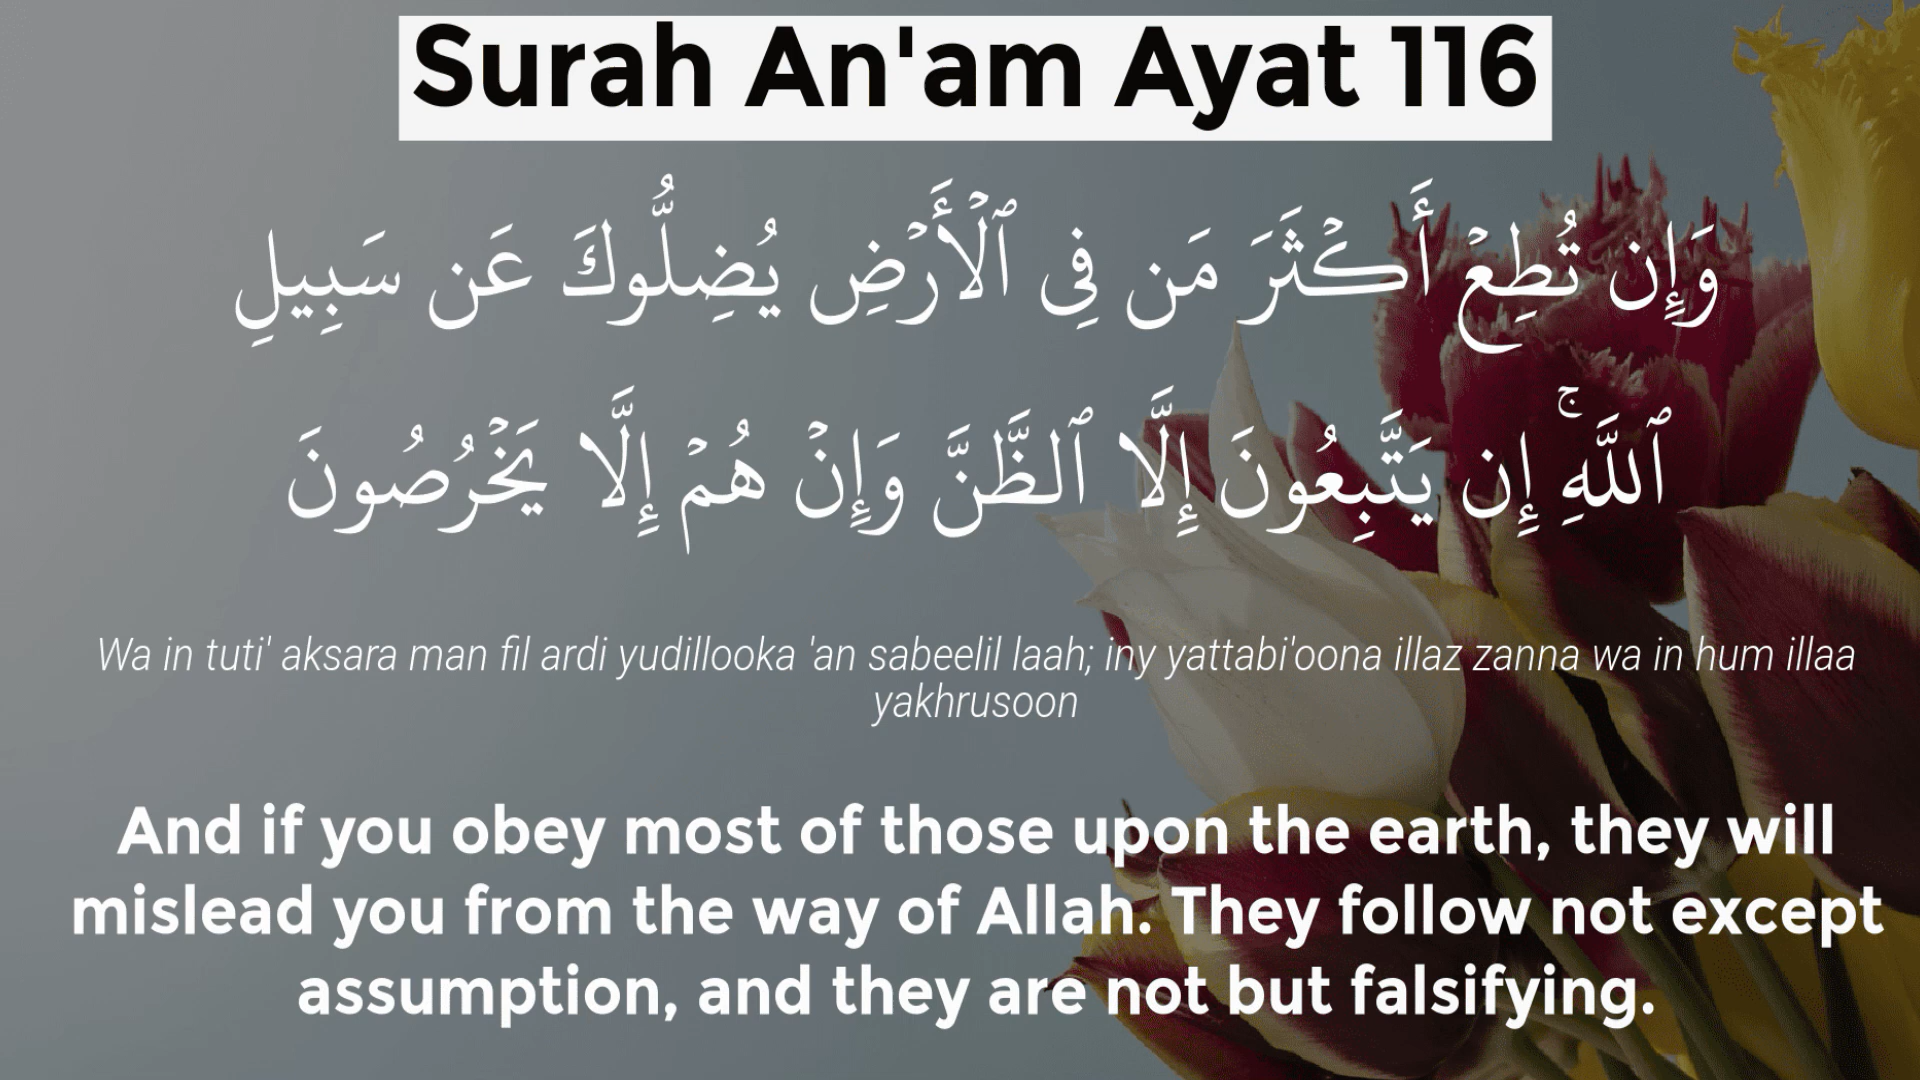 Surah An'am Ayat 116
وَإِن تُطِعْ أَكْثَرَ مَن فِى ٱلْأَرْضِ يُضِلُّوكَ عَن سَبِيلِ
ٱللَّهِ ۚ إِن يَتَّبِعُونَ إِلَّا ٱلظَّنَّ وَإِنْ هُمْ إِلَّا يَخْرُصُونَ
Wa in tuti' aksara man fil ardi yudillooka 'an sabeelil laah; iny yattabi'oona illaz zanna wa in hum illaa
yakhrusoon
And if you obey most of those upon the earth, they will
mislead you from the way of Allah. They follow not except
assumption, and they are not but falsifying.